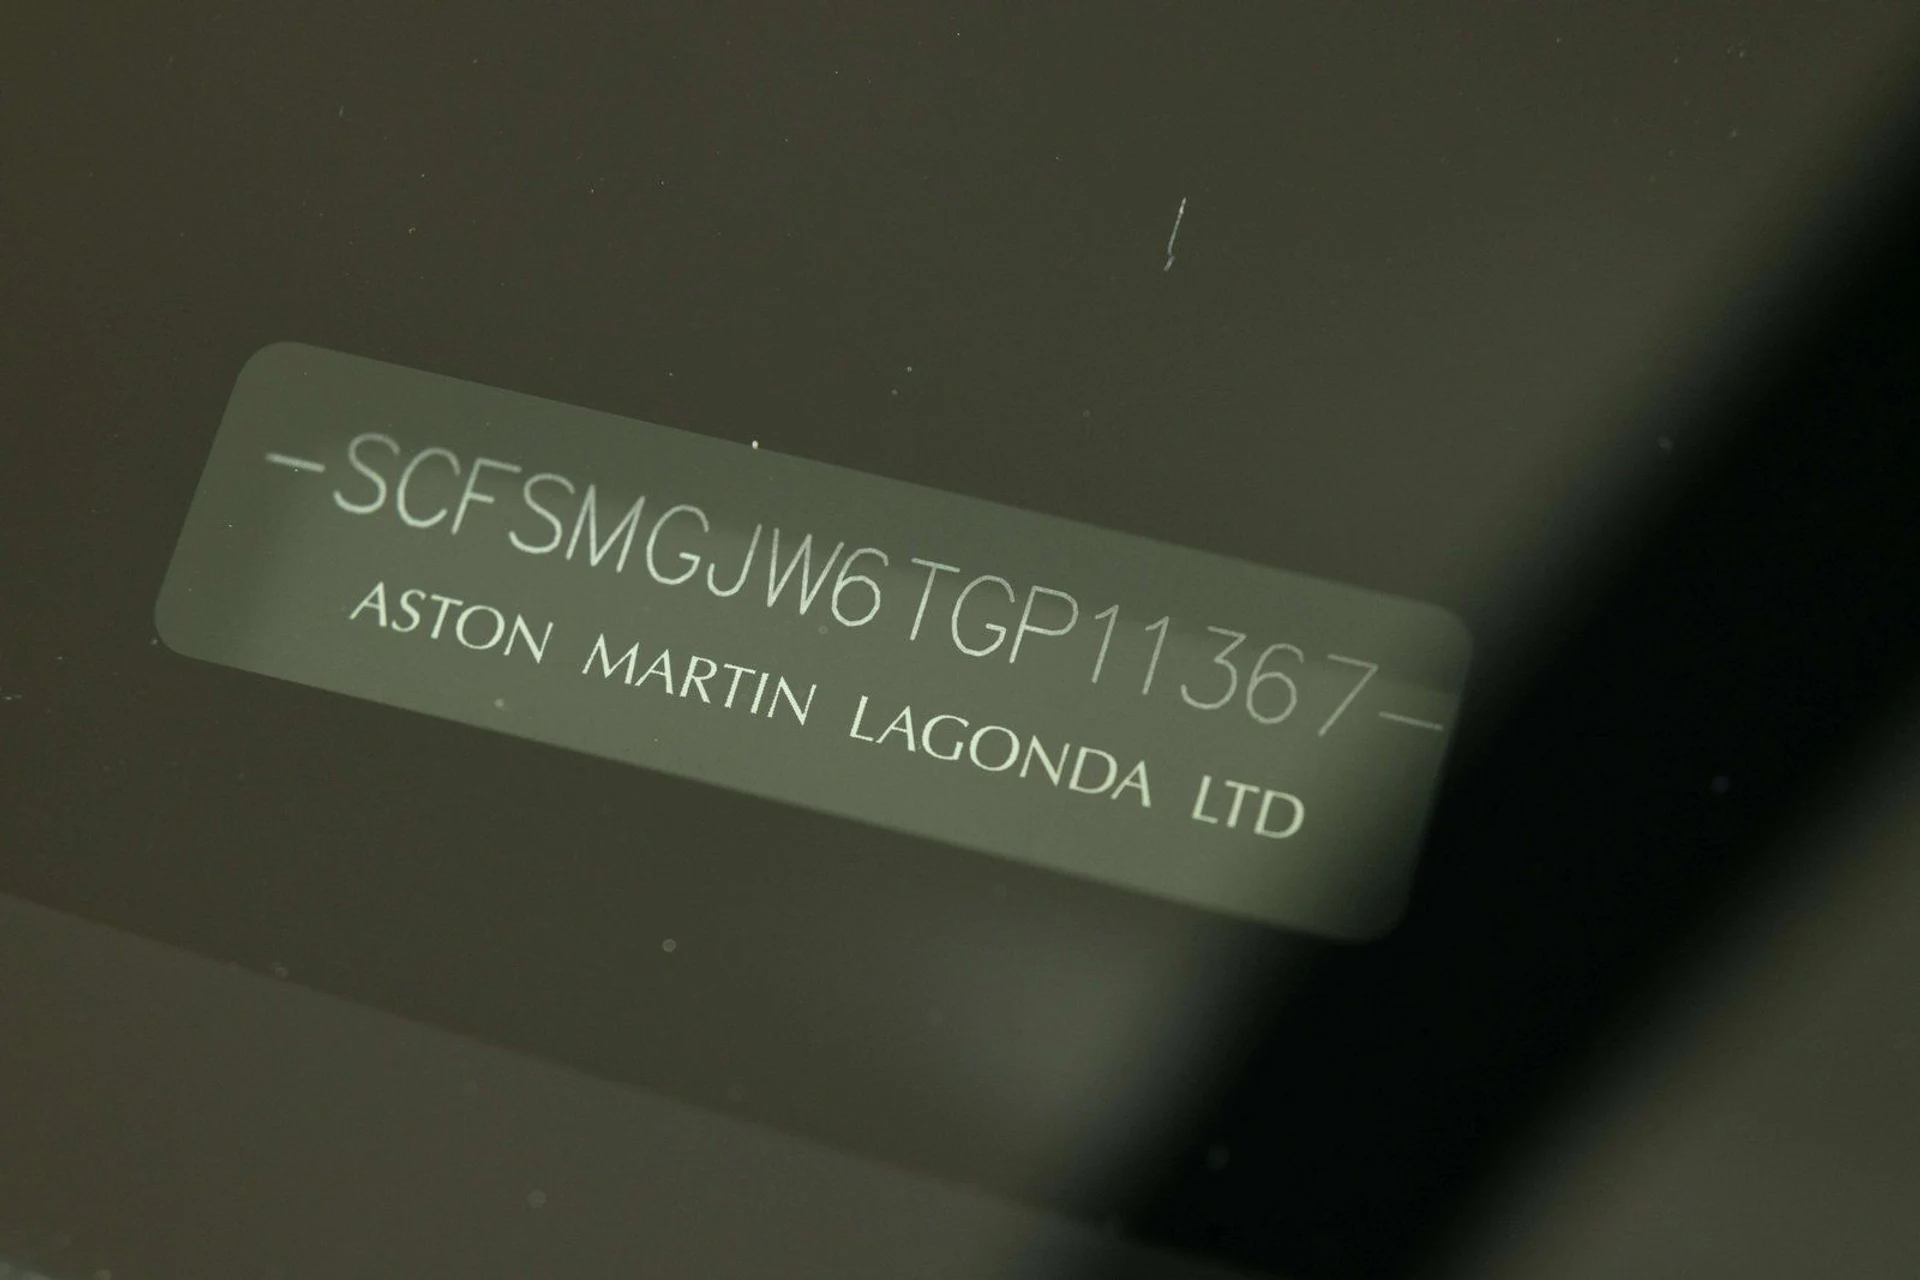 -SCFSMGJW6TGP11367-
ASTON MARTIN LAGONDA LTD